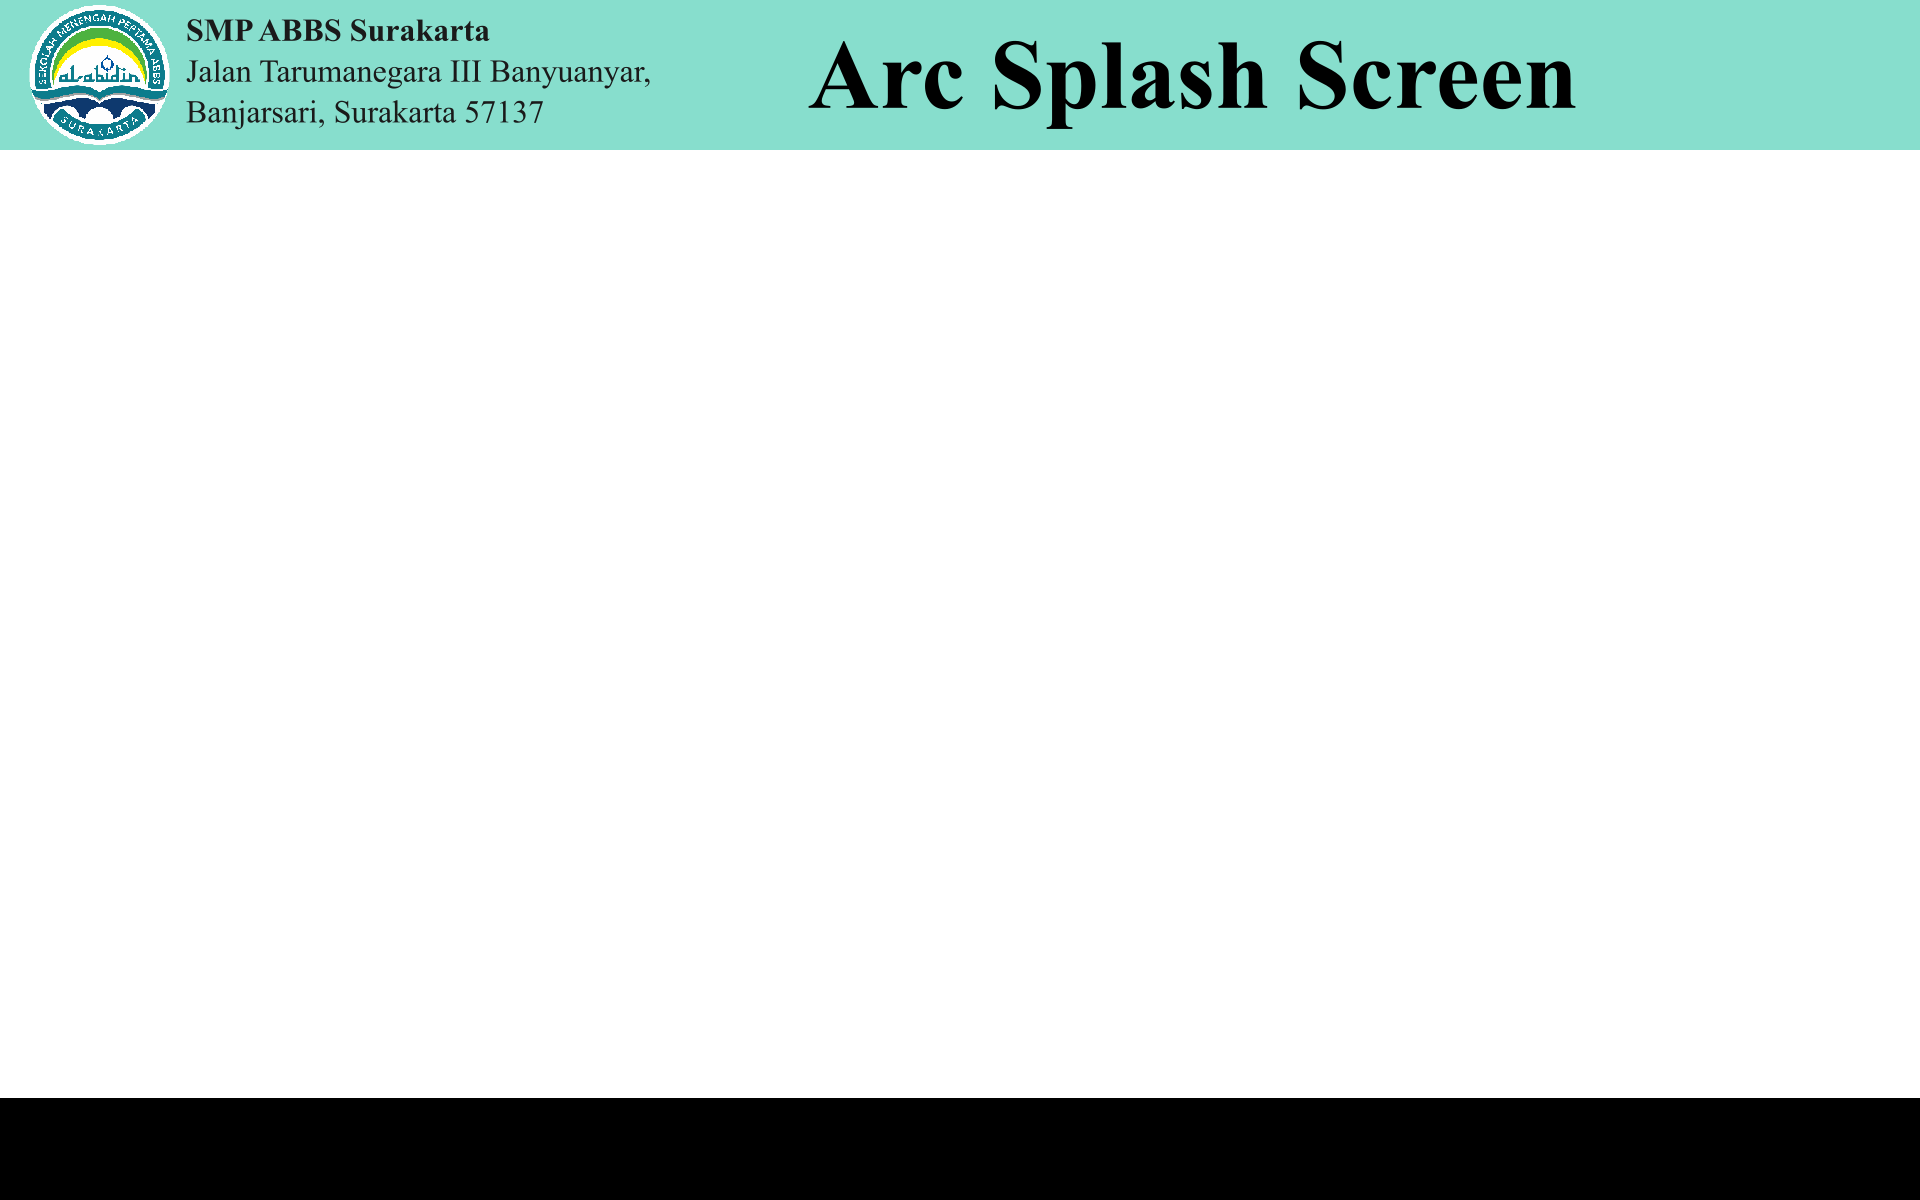 SEKOLAH MENENGAH PERTAMA ABBS
al-abidin
SURAKARTA
SMP ABBS Surakarta
Jalan Tarumanegara III Banyuanyar,
Banjarsari, Surakarta 57137
Arc Splash Screen